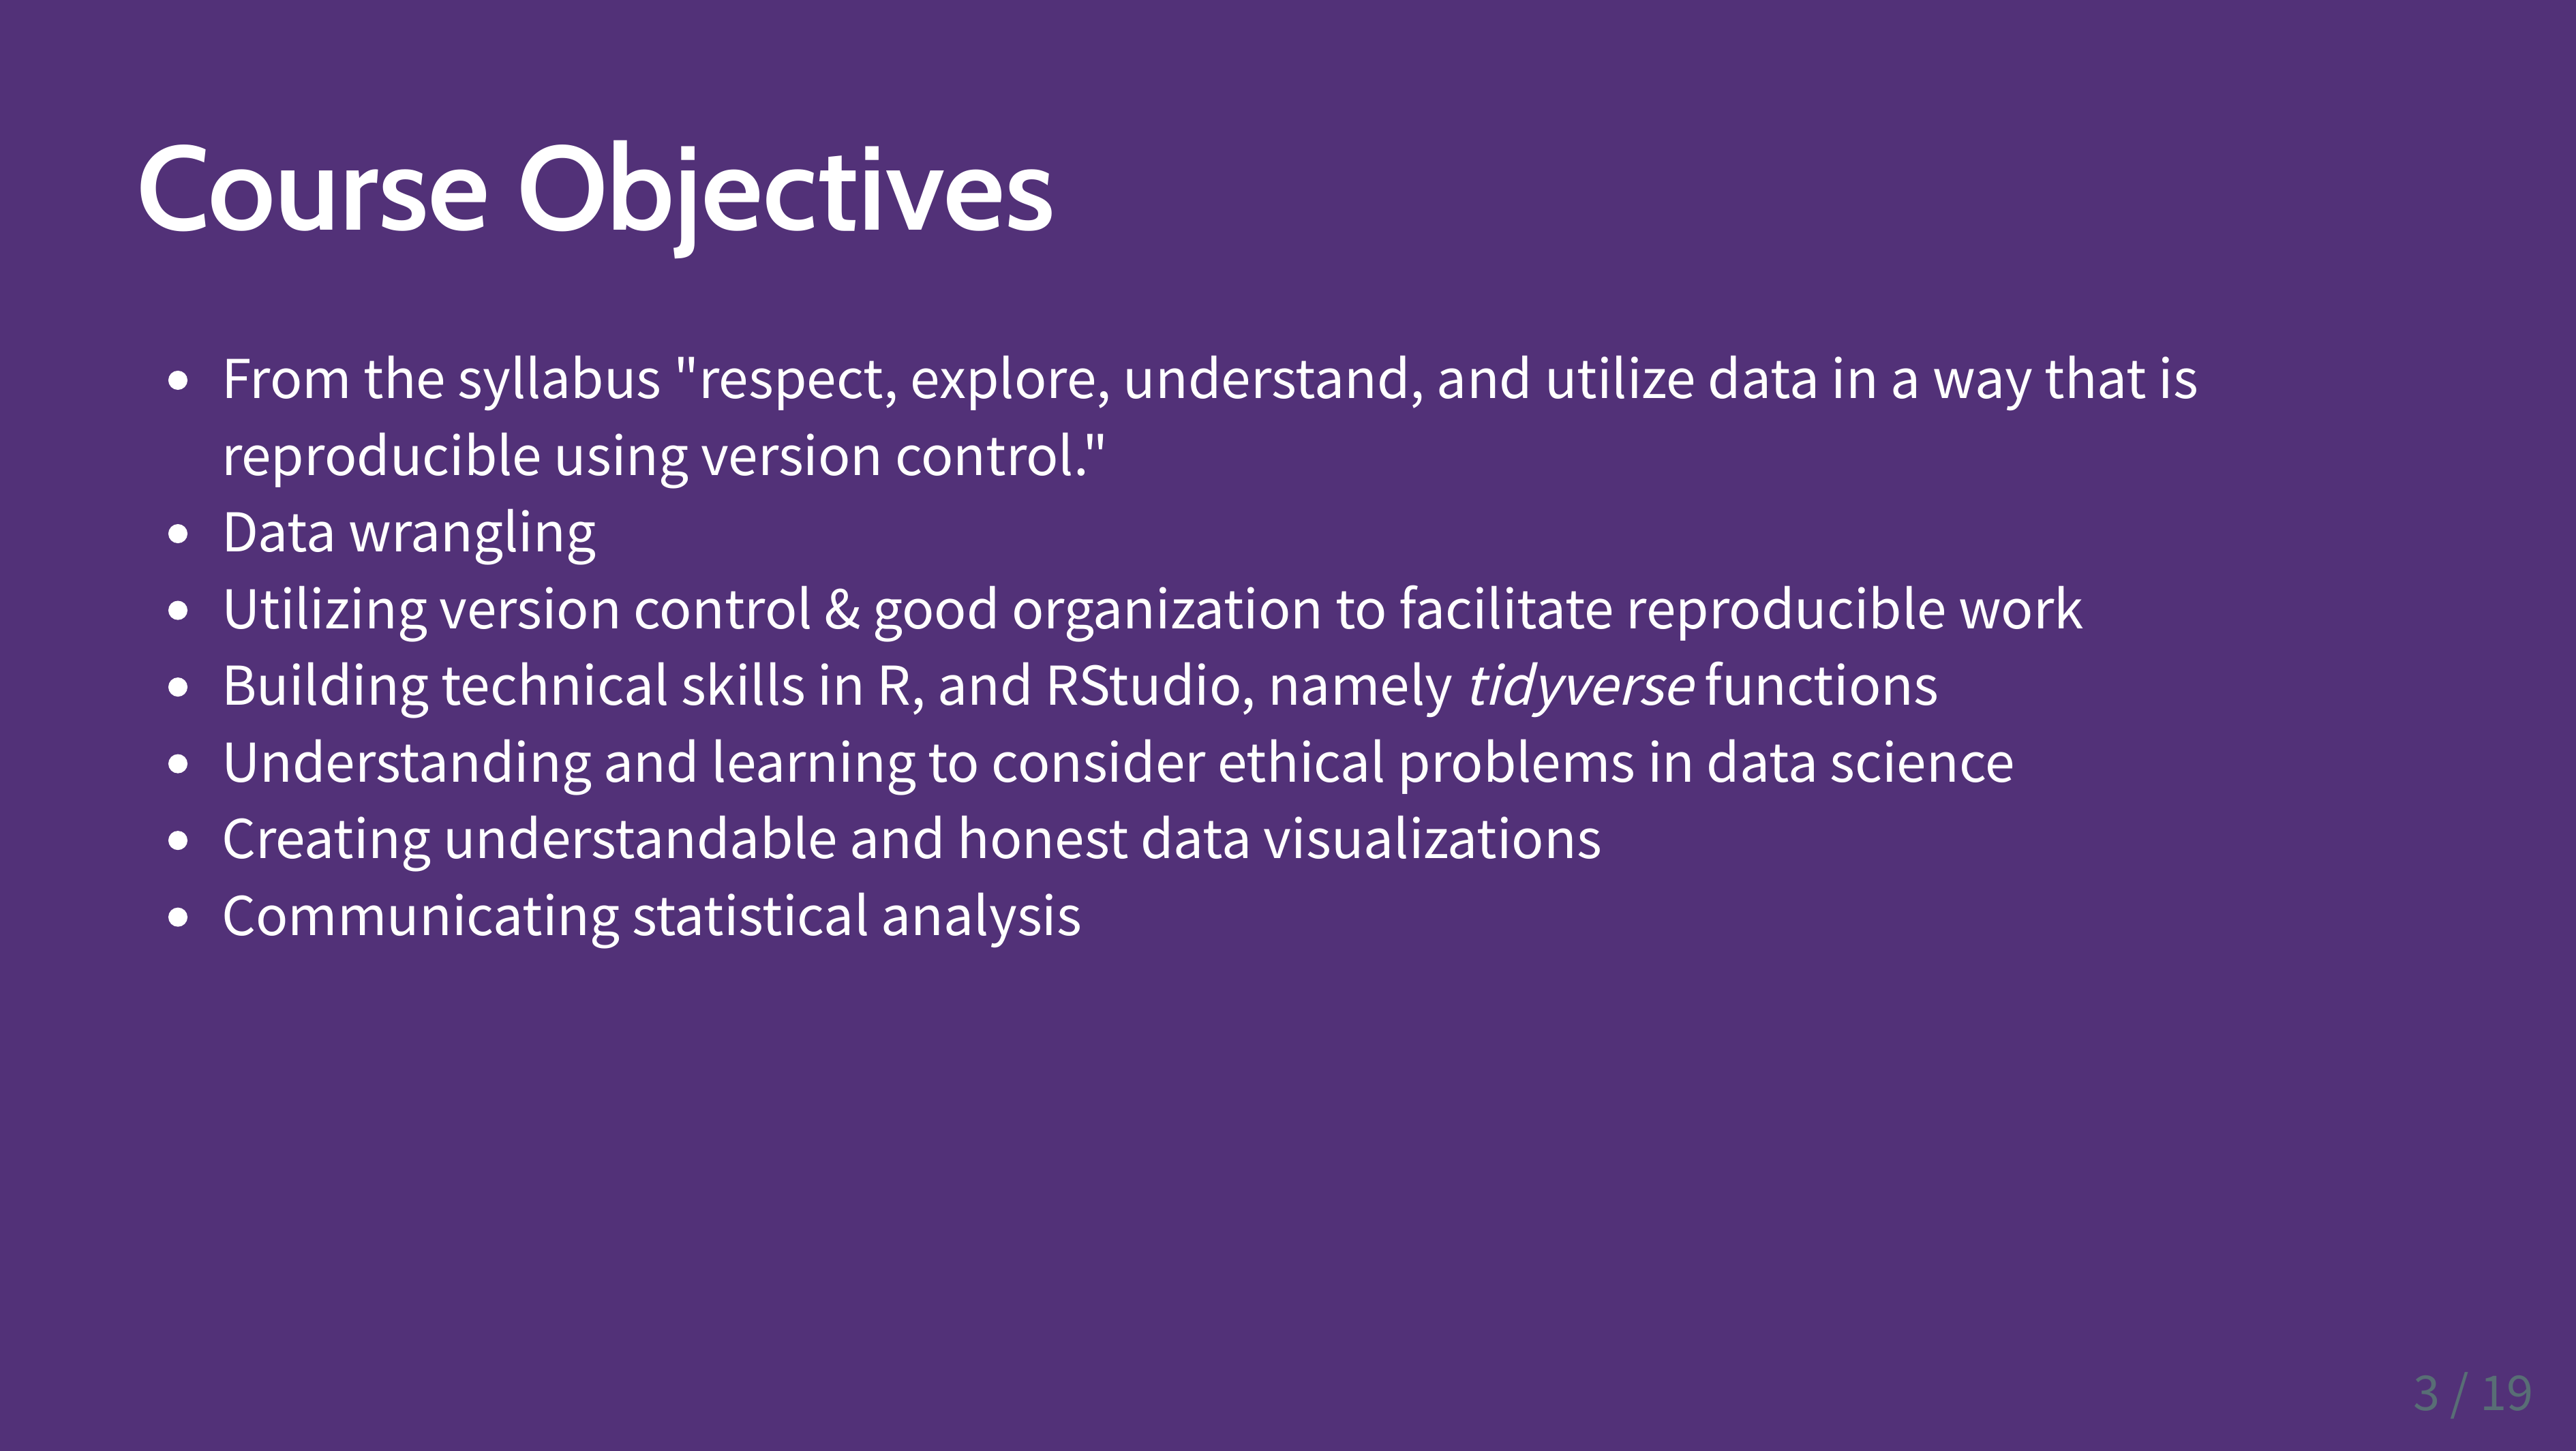 Course Objectives
• From the syllabus "respect, explore, understand, and utilize data in a way that is
reproducible using version control."
• Data wrangling
• Utilizing version control & good organization to facilitate reproducible work
• Building technical skills in R, and RStudio, namely tidyverse functions
• Understanding and learning to consider ethical problems in data science
• Creating understandable and honest data visualizations
• Communicating statistical analysis
3 / 19